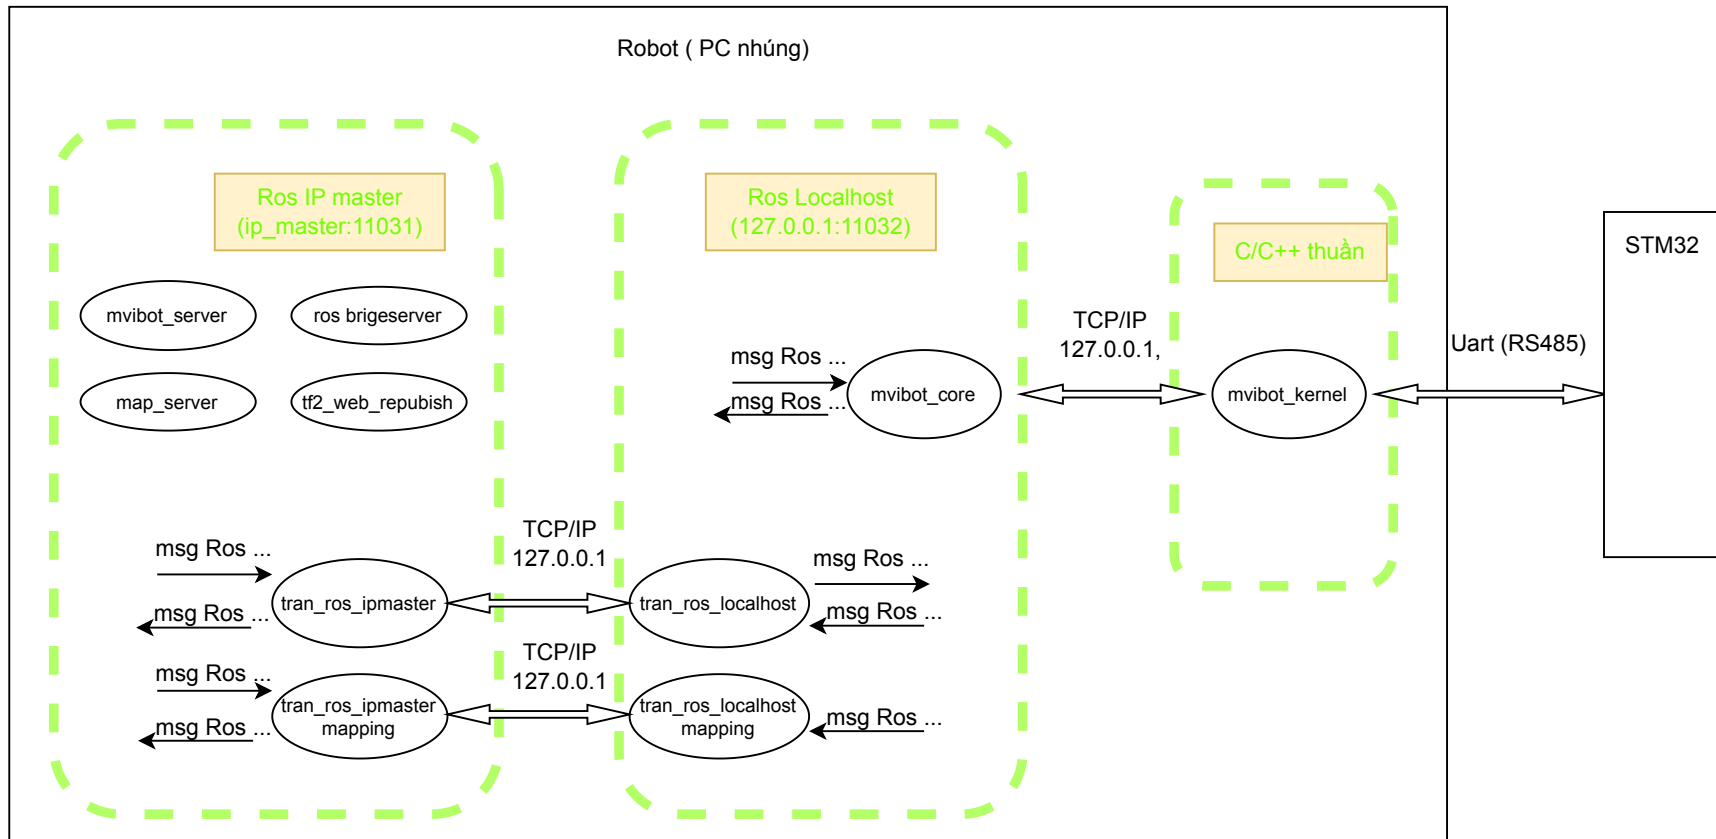 Robot ( PC nhúng)
Ros IP master
(ip_master:11031)
Ros Localhost
(127.0.0.1:11032)
C/C++ thuần
STM32
mvibot_server
ros brigeserver
map_server
tf2_web_repubish
msg Ros ...
msg Ros ...
mvibot_core
TCP/IP
127.0.0.1,
mvibot_kernel
Uart (RS485)
msg Ros ...
msg Ros ...
tran_ros_ipmaster
TCP/IP
127.0.0.1
tran_ros_localhost
msg Ros ...
msg Ros ...
msg Ros ...
msg Ros ...
tran_ros_ipmaster
mapping
TCP/IP
127.0.0.1
tran_ros_localhost
mapping
msg Ros ...